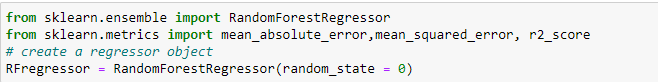 from sklearn.ensemble import RandomForestRegressor
from sklearn.metrics import mean_absolute_error,mean_squared_error, r2_score
# create a regressor object
RFregressor = RandomForestRegressor(random_state = 0)